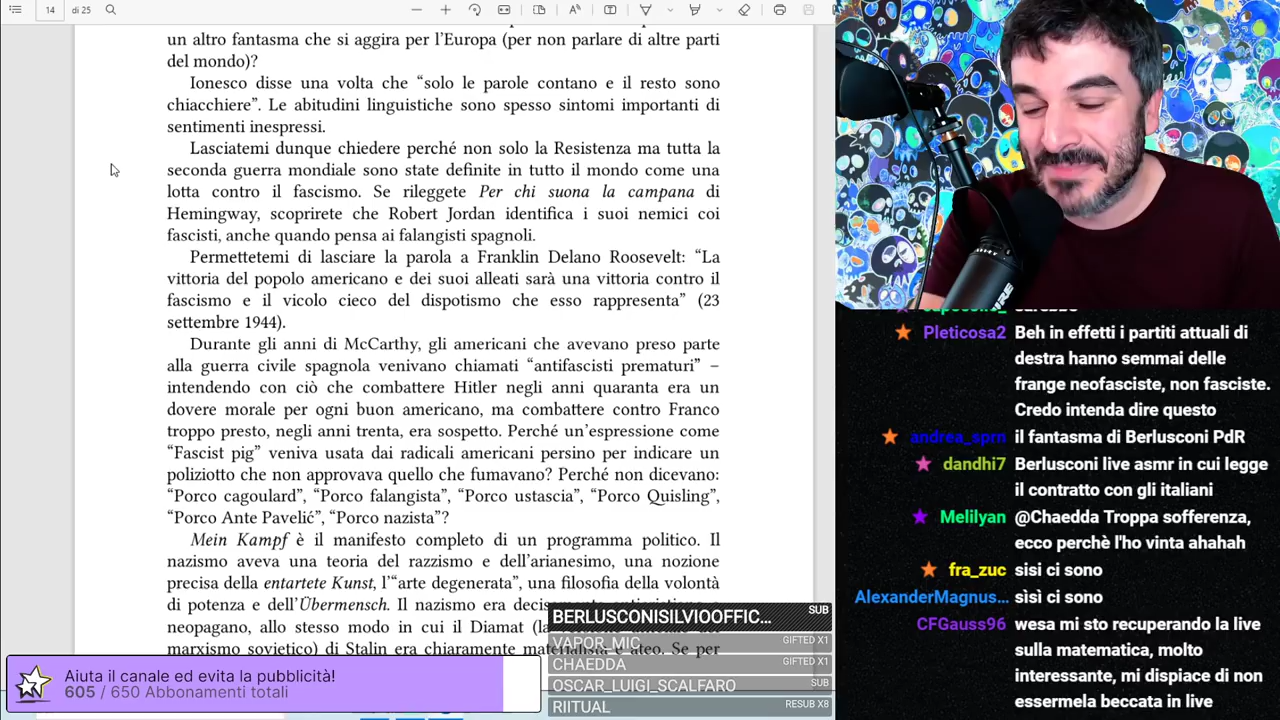 14
di 25
un altro fantasma che si aggira per l'Europa (per non parlare di altre parti
del mondo)?
Ionesco disse una volta che “solo le parole contano e il resto sono
chiacchiere”. Le abitudini linguistiche sono spesso sintomi importanti di
sentimenti inespressi.
Lasciatemi dunque chiedere perché non solo la Resistenza ma tutta la
seconda guerra mondiale sono state definite in tutto il mondo come una
lotta contro il fascismo. Se rileggete Per chi suona la campana di
Hemingway, scoprirete che Robert Jordan identifica i suoi nemici coi
fascisti, anche quando pensa ai falangisti spagnoli.
Permettetemi di lasciare la parola a Franklin Delano Roosevelt: “La
vittoria del popolo americano e dei suoi alleati sarà una vittoria contro il
fascismo e il vicolo cieco del dispotismo che esso rappresenta” (23
settembre 1944).
Durante gli anni di McCarthy, gli americani che avevano preso parte
alla guerra civile spagnola venivano chiamati “antifascisti prematuri” –
intendendo con ciò che combattere Hitler negli anni quaranta era un
dovere morale per ogni buon americano, ma combattere contro Franco
troppo presto, negli anni trenta, era sospetto. Perché un'espressione come
“Fascist pig” veniva usata dai radicali americani persino per indicare un
poliziotto che non approvava quello che fumavano? Perché non dicevano:
“Porco cagoulard”, “Porco falangista”, “Porco ustascia”, “Porco Quisling”,
“Porco Ante Pavelić”, “Porco nazista”?
Mein Kampf è il manifesto completo di un programma politico. Il
nazismo aveva una teoria del razzismo e dell'arianesimo, una nozione
precisa della entartete Kunst, l'“arte degenerata”, una filosofia della volontà
di potenza e dell'Übermensch. Il nazismo era
neopagano, allo stesso modo in cui il Diamat
marxismo sovietico) di Stalin era chiaramente materialista e ateo. Se per
Pleticosa2 Beh in effetti i partiti attuali di
destra hanno semmai delle
frange neofasciste, non fasciste.
Credo intenda dire questo
andrea_sprn il fantasma di Berlusconi PdR
dandhi7 Berlusconi live asmr in cui legge
il contratto con gli italiani
Melilyan @Chaedda Troppa sofferenza,
ecco perchè l'ho vinta ahahah
fra_zuc sisi ci sono
AlexanderMagnus... sìsì ci sono
CFGauss96 wesa mi sto recuperando la live
sulla matematica, molto
interessante, mi dispiace di non
essermela beccata in live
BERLUSCONISILVIOOFFIC... SUB
VAPOR_MIC GIFTED X1
CHAEDDA GIFTED X1
OSCAR_LUIGI_SCALFARO SUB
RIITUAL RESUB X8
Aiuta il canale ed evita la pubblicità!
605 / 650 Abbonamenti totali